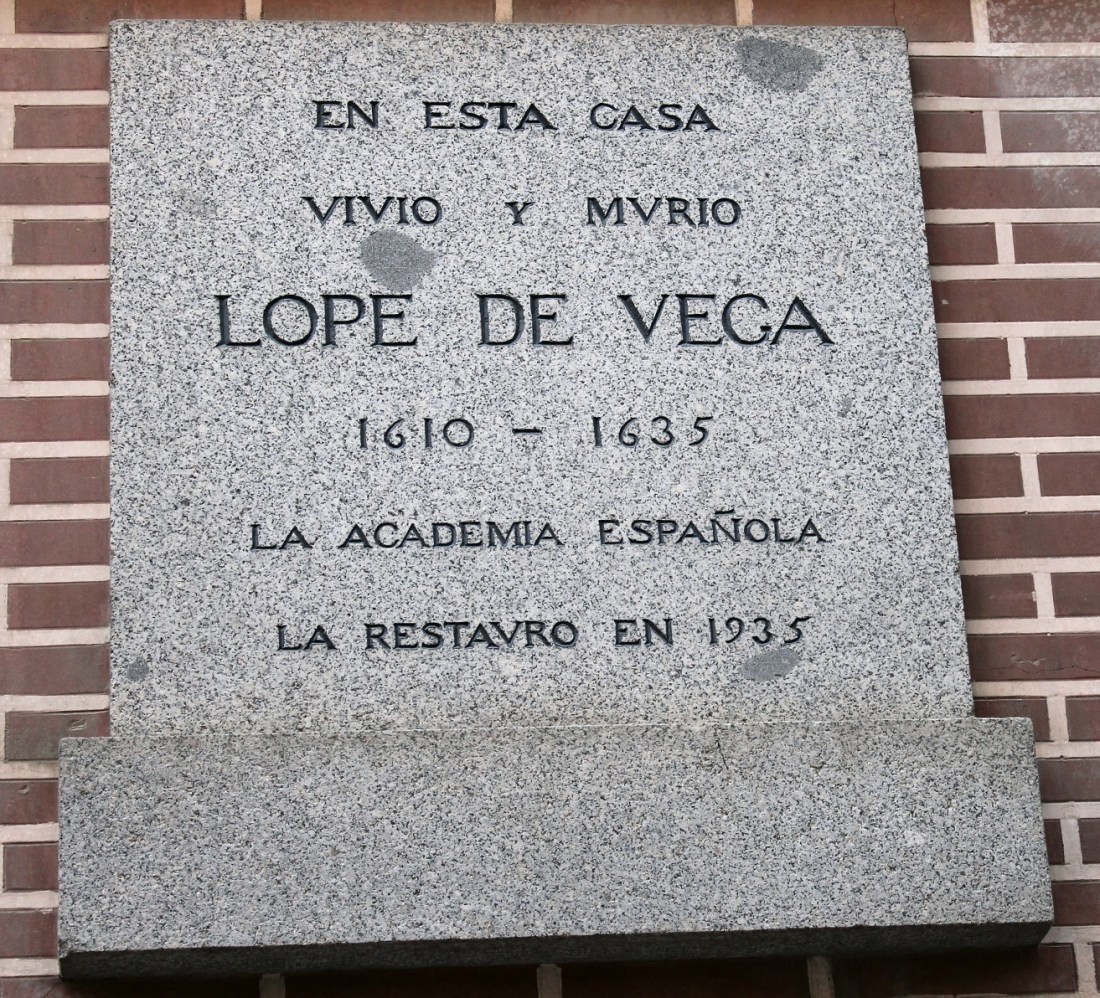 EN ESTA CASA
VIVIO Y MVRIO
LOPE DE VEGA
1610 - 1635
LA ACADEMIA ESPAÑOLA
LA RESTAVRO EN 1935